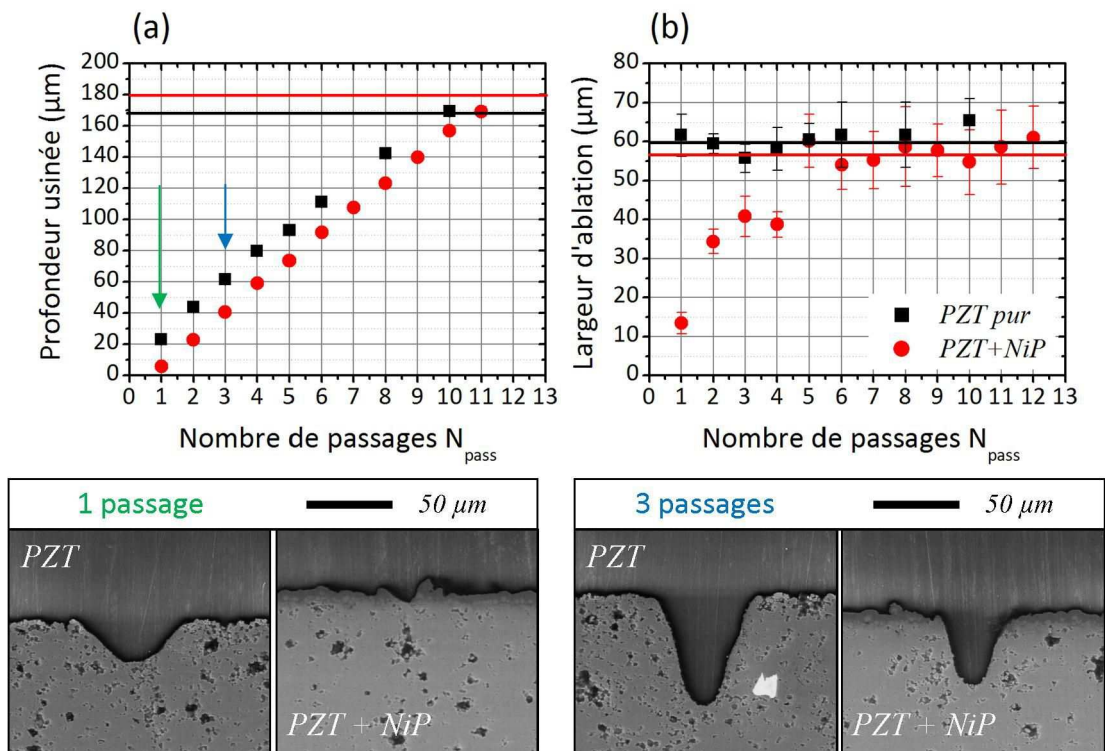 (a)
Profondeur usinée (µm)
200
180
160
140
120
100
80
60
40
20
0
0 1 2 3 4 5 6 7 8 9 10 11 12 13
Nombre de passages N_pass
(b)
Largeur d'ablation (µm)
80
70
60
50
40
30
20
10
0
PZT pur
PZT+NiP
0 1 2 3 4 5 6 7 8 9 10 11 12 13
Nombre de passages N_pass
1 passage 50 µm
PZT
PZT + NiP
3 passages 50 µm
PZT
PZT + NiP